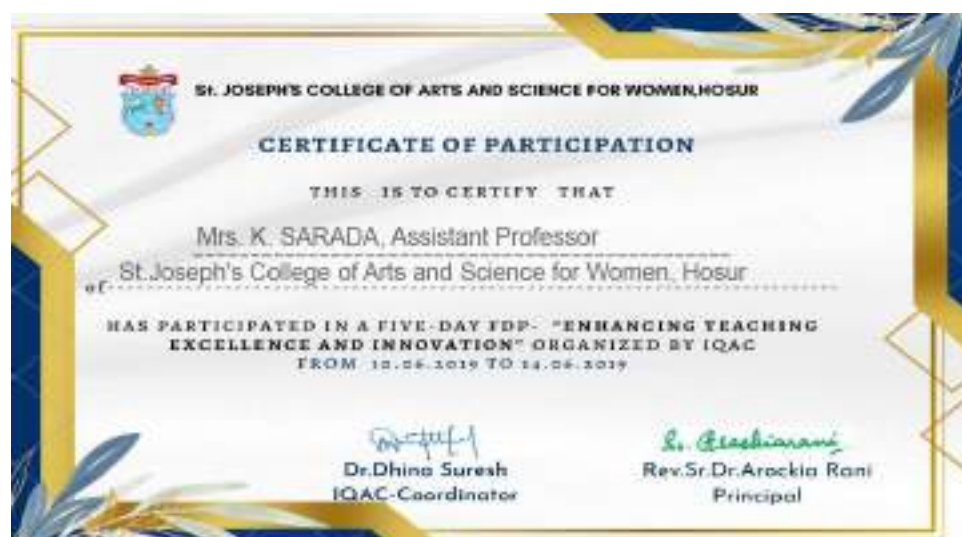 St. JOSEPH'S COLLEGE OF ARTS AND SCIENCE FOR WOMEN,HOSUR
CERTIFICATE OF PARTICIPATION
THIS IS TO CERTIFY THAT
Mrs. K. SARADA, Assistant Professor
of St.Joseph's College of Arts and Science for Women, Hosur
HAS PARTICIPATED IN A FIVE-DAY FDP- "ENHANCING TEACHING
EXCELLENCE AND INNOVATION" ORGANIZED BY IQAC
FROM 10.06.2019 TO 14.06.2019
Dr.Dhina Suresh Rev.Sr.Dr.Arockia Rani
IQAC-Coordinator Principal